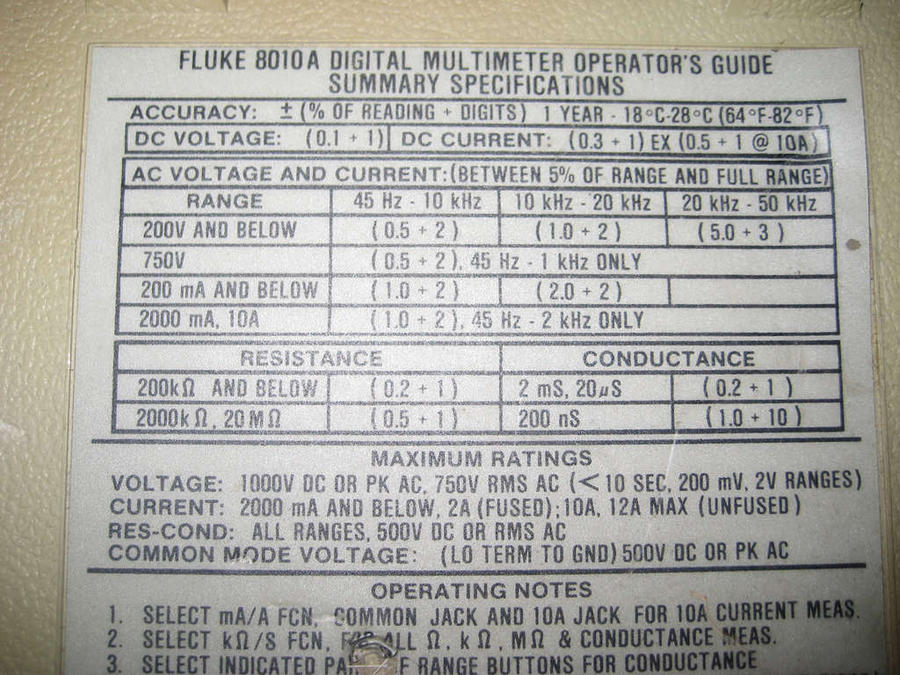 FLUKE 8010A DIGITAL MULTIMETER OPERATOR'S GUIDE
SUMMARY SPECIFICATIONS
ACCURACY: ± (% OF READING + DIGITS) 1 YEAR - 18°C-28°C (64°F-82°F)
DC VOLTAGE: (0.1 + 1) DC CURRENT: (0.3 + 1) EX (0.5 + 1 @ 10A)
AC VOLTAGE AND CURRENT: (BETWEEN 5% OF RANGE AND FULL RANGE)
RANGE 45 Hz - 10 kHz 10 kHz - 20 kHz 20 kHz - 50 kHz
200V AND BELOW (0.5 + 2) (1.0 + 2) (5.0 + 3)
750V (0.5 + 2), 45 Hz - 1 kHz ONLY
200 mA AND BELOW (1.0 + 2) (2.0 + 2)
2000 mA, 10A (1.0 + 2), 45 Hz - 2 kHz ONLY
RESISTANCE CONDUCTANCE
200kΩ AND BELOW (0.2 + 1) 2 mS, 20μS (0.2 + 1)
2000kΩ, 20MΩ (0.5 + 1) 200 nS (1.0 + 10)
MAXIMUM RATINGS
VOLTAGE: 1000V DC OR PK AC, 750V RMS AC (< 10 SEC, 200 mV, 2V RANGES)
CURRENT: 2000 mA AND BELOW, 2A (FUSED); 10A, 12A MAX (UNFUSED)
RES-COND: ALL RANGES, 500V DC OR RMS AC
COMMON MODE VOLTAGE: (LO TERM TO GND) 500V DC OR PK AC
OPERATING NOTES
1. SELECT mA/A FCN, COMMON JACK AND 10A JACK FOR 10A CURRENT MEAS.
2. SELECT kΩ/S FCN, FOR ALL Ω, kΩ, MΩ & CONDUCTANCE MEAS.
3. SELECT INDICATED RANGE BUTTONS FOR CONDUCTANCE